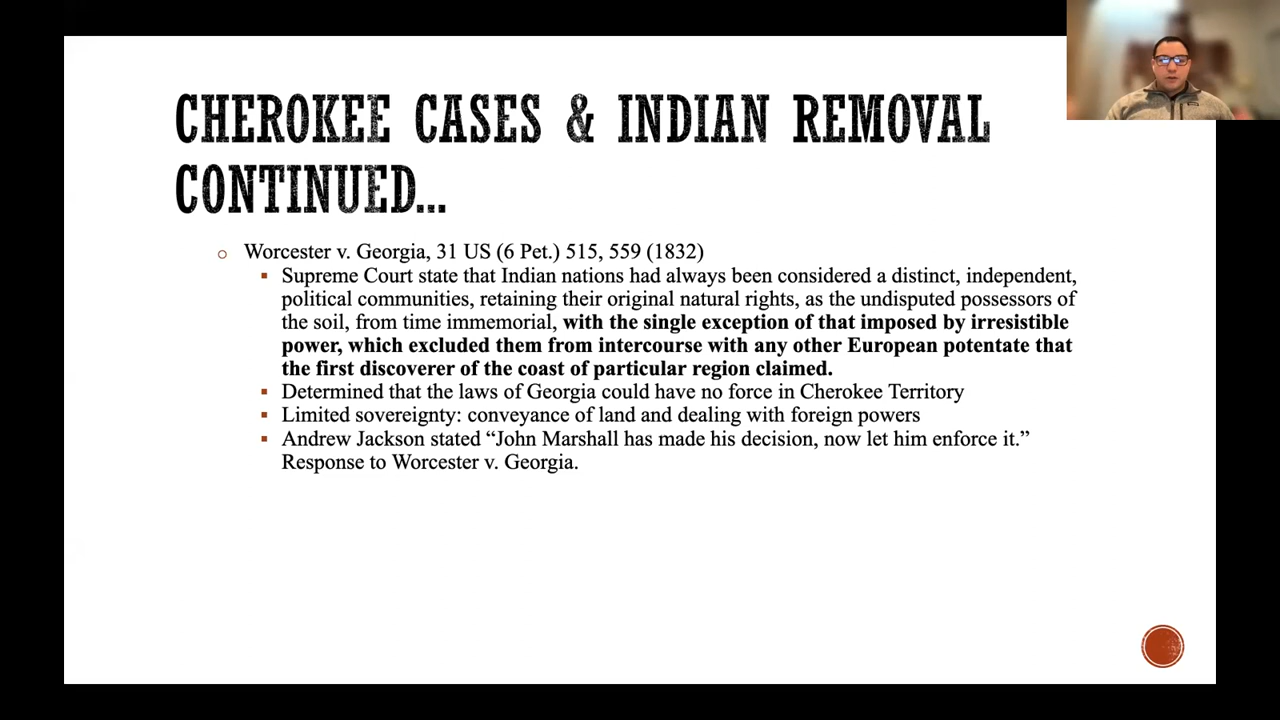 CHEROKEE CASES & INDIAN REMOVAL
CONTINUED...
Worcester v. Georgia, 31 US (6 Pet.) 515, 559 (1832)
Supreme Court state that Indian nations had always been considered a distinct, independent,
political communities, retaining their original natural rights, as the undisputed possessors of
the soil, from time immemorial, with the single exception of that imposed by irresistible
power, which excluded them from intercourse with any other European potentate that
the first discoverer of the coast of particular region claimed.
Determined that the laws of Georgia could have no force in Cherokee Territory
Limited sovereignty: conveyance of land and dealing with foreign powers
Andrew Jackson stated “John Marshall has made his decision, now let him enforce it.”
Response to Worcester v. Georgia.